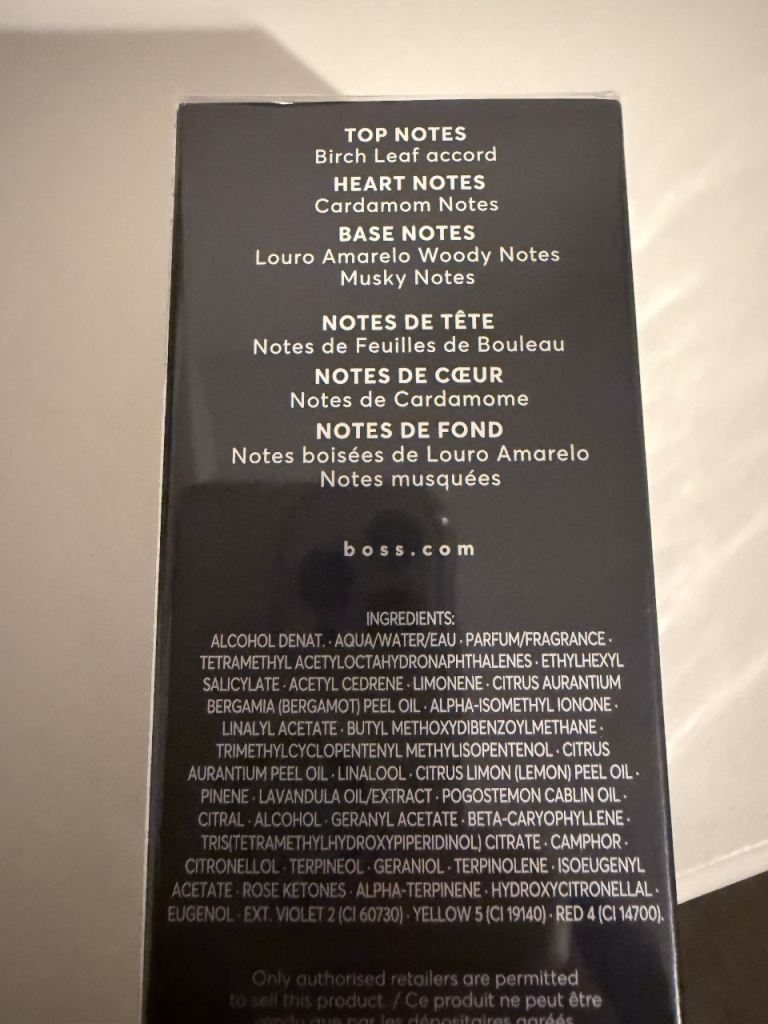 TOP NOTES
Birch Leaf accord
HEART NOTES
Cardamom Notes
BASE NOTES
Louro Amarelo Woody Notes
Musky Notes
NOTES DE TÊTE
Notes de Feuilles de Bouleau
NOTES DE CŒUR
Notes de Cardamome
NOTES DE FOND
Notes boisées de Louro Amarelo
Notes musquées
boss.com
INGREDIENTS:
ALCOHOL DENAT. · AQUA/WATER/EAU · PARFUM/FRAGRANCE ·
TETRAMETHYL ACETYLOCTAHYDRONAPHTHALENES · ETHYLHEXYL
SALICYLATE · ACETYL CEDRENE · LIMONENE · CITRUS AURANTIUM
BERGAMIA (BERGAMOT) PEEL OIL · ALPHA-ISOMETHYL IONONE ·
LINALYL ACETATE · BUTYL METHOXYDIBENZOYLMETHANE ·
TRIMETHYLCYCLOPENTENYL METHYLISOPENTENOL · CITRUS
AURANTIUM PEEL OIL · LINALOOL · CITRUS LIMON (LEMON) PEEL OIL ·
PINENE · LAVANDULA OIL/EXTRACT · POGOSTEMON CABLIN OIL ·
CITRAL · ALCOHOL · GERANYL ACETATE · BETA-CARYOPHYLLENE ·
TRIS(TETRAMETHYLHYDROXYPIPERIDINOL) CITRATE · CAMPHOR ·
CITRONELLOL · TERPINEOL · GERANIOL · TERPINOLENE · ISOEUGENYL
ACETATE · ROSE KETONES · ALPHA-TERPINENE · HYDROXYCITRONELLAL ·
EUGENOL · EXT. VIOLET 2 (CI 60730) · YELLOW 5 (CI 19140) · RED 4 (CI 14700).
Only authorised retailers are permitted
to sell this product. / Ce produit ne peut être
vendu que par les dépositaires agréés